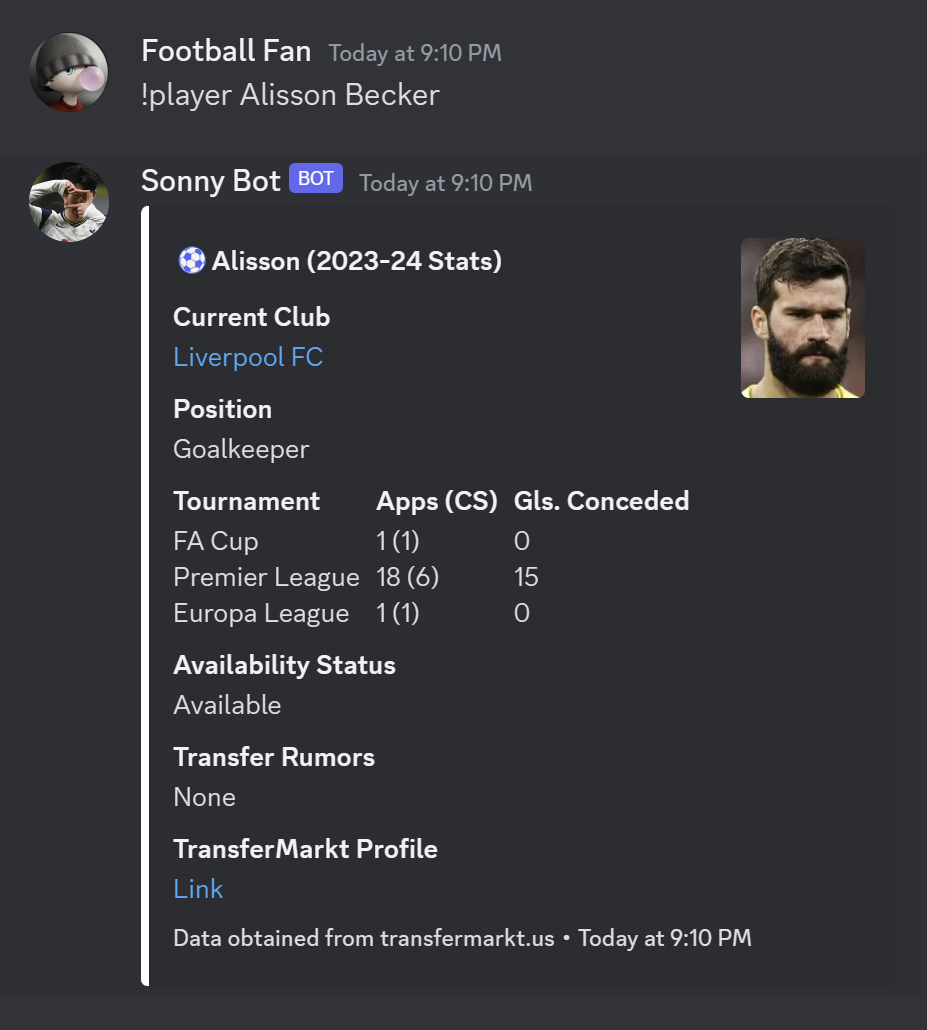 Football Fan Today at 9:10 PM
!player Alisson Becker
Sonny Bot BOT Today at 9:10 PM
Alisson (2023-24 Stats)
Current Club
Liverpool FC
Position
Goalkeeper
Tournament Apps (CS) Gls. Conceded
FA Cup 1 (1) 0
Premier League 18 (6) 15
Europa League 1 (1) 0
Availability Status
Available
Transfer Rumors
None
TransferMarkt Profile
Link
Data obtained from transfermarkt.us • Today at 9:10 PM